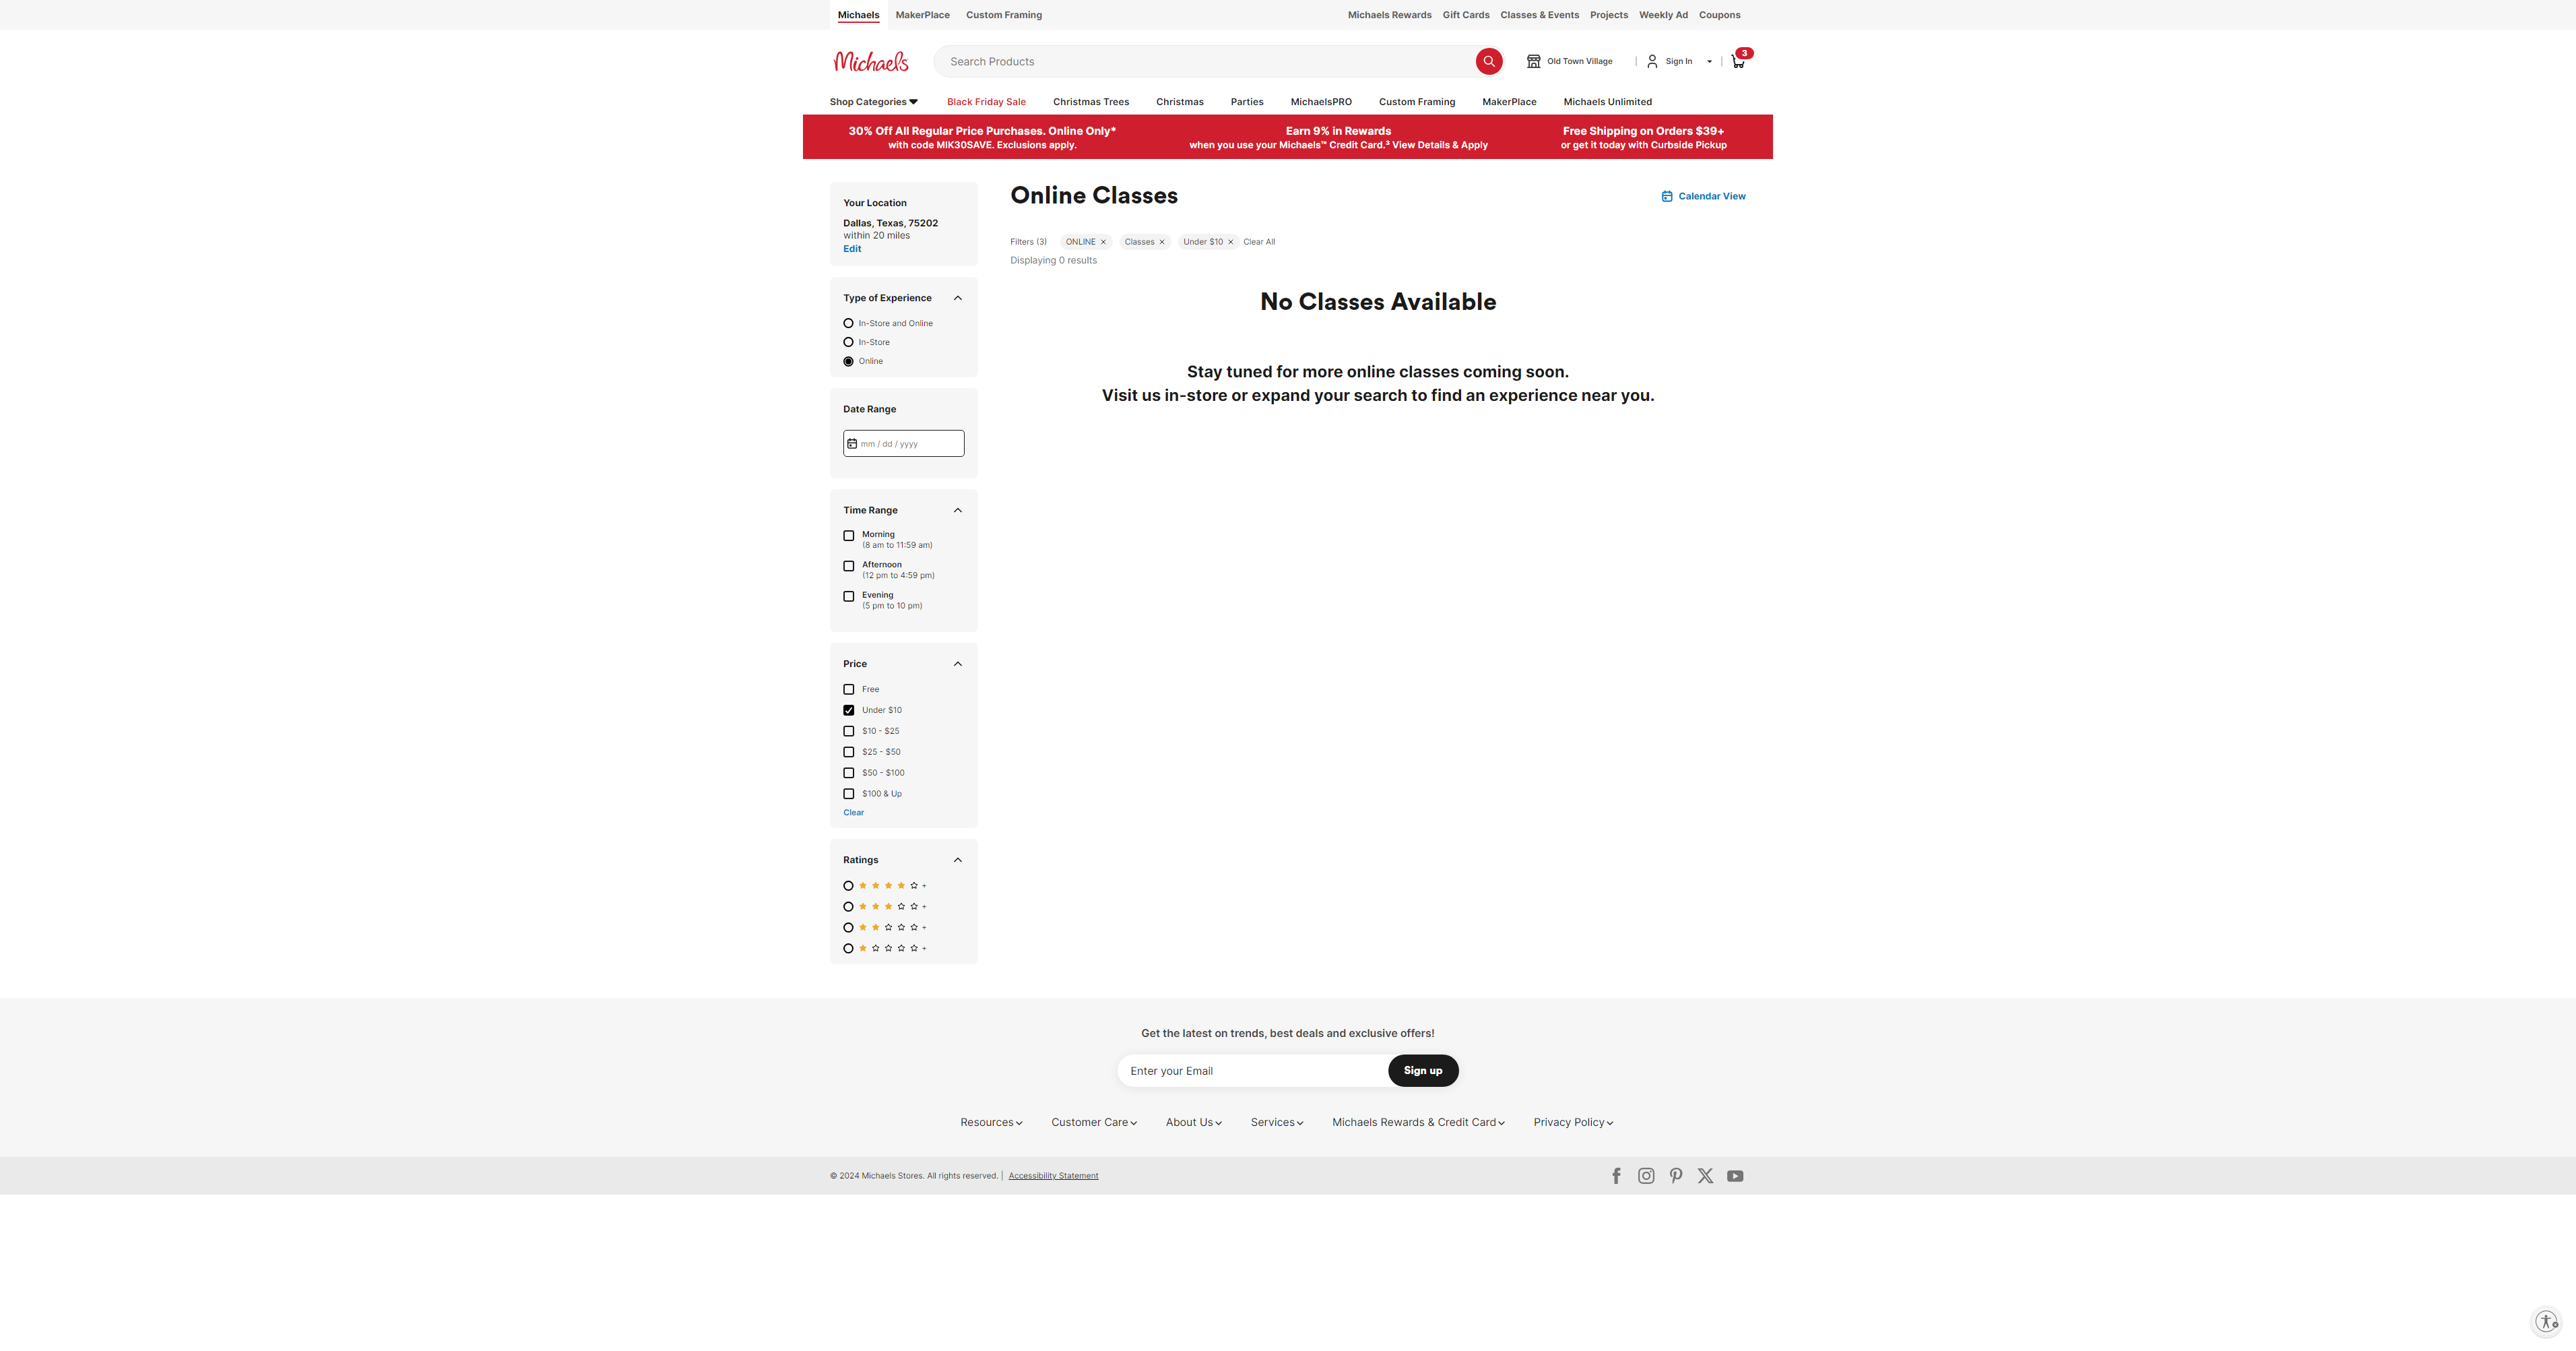 Michaels MakerPlace Custom Framing Michaels Rewards Gift Cards Classes & Events Projects Weekly Ad Coupons
Michaels Search Products Old Town Village | Sign In | 3
Shop Categories Black Friday Sale Christmas Trees Christmas Parties MichaelsPRO Custom Framing MakerPlace Michaels Unlimited
30% Off All Regular Price Purchases. Online Only*
with code MIK30SAVE. Exclusions apply.
Earn 9% in Rewards
when you use your Michaels™ Credit Card.³ View Details & Apply
Free Shipping on Orders $39+
or get it today with Curbside Pickup
Your Location
Dallas, Texas, 75202
within 20 miles
Edit
Type of Experience
In-Store and Online
In-Store
Online
Date Range
mm / dd / yyyy
Time Range
Morning
(8 am to 11:59 am)
Afternoon
(12 pm to 4:59 pm)
Evening
(5 pm to 10 pm)
Price
Free
Under $10
$10 - $25
$25 - $50
$50 - $100
$100 & Up
Clear
Ratings
+
+
+
+
Online Classes
Calendar View
Filters (3) ONLINE Classes Under $10 Clear All
Displaying 0 results
No Classes Available
Stay tuned for more online classes coming soon.
Visit us in-store or expand your search to find an experience near you.
Get the latest on trends, best deals and exclusive offers!
Enter your Email Sign up
Resources Customer Care About Us Services Michaels Rewards & Credit Card Privacy Policy
© 2024 Michaels Stores. All rights reserved. | Accessibility Statement